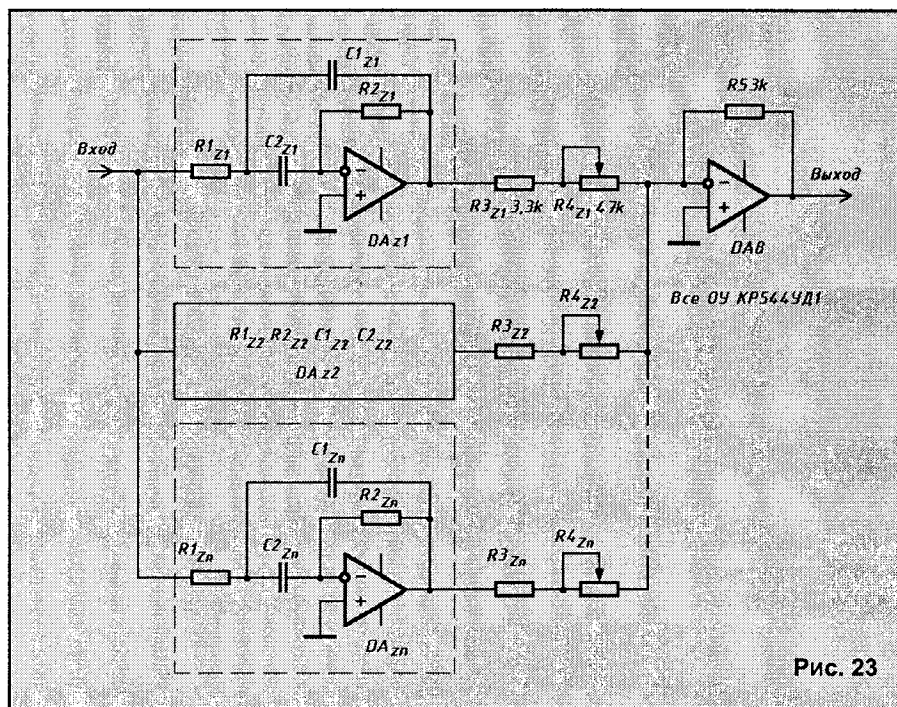 C1z1
R2z1
Вход
R1z1
C2z1
R5 3k
Выход
DAz1
R3z1 3,3k
R4z1 47k
DA8
R1z2 R2z2 C1z2 C2z2
DAz2
R3z2
R4z2
Все ОУ КР544УД1
C1zn
R2zn
R1zn
C2zn
DAzn
R3zn
R4zn
Рис. 23